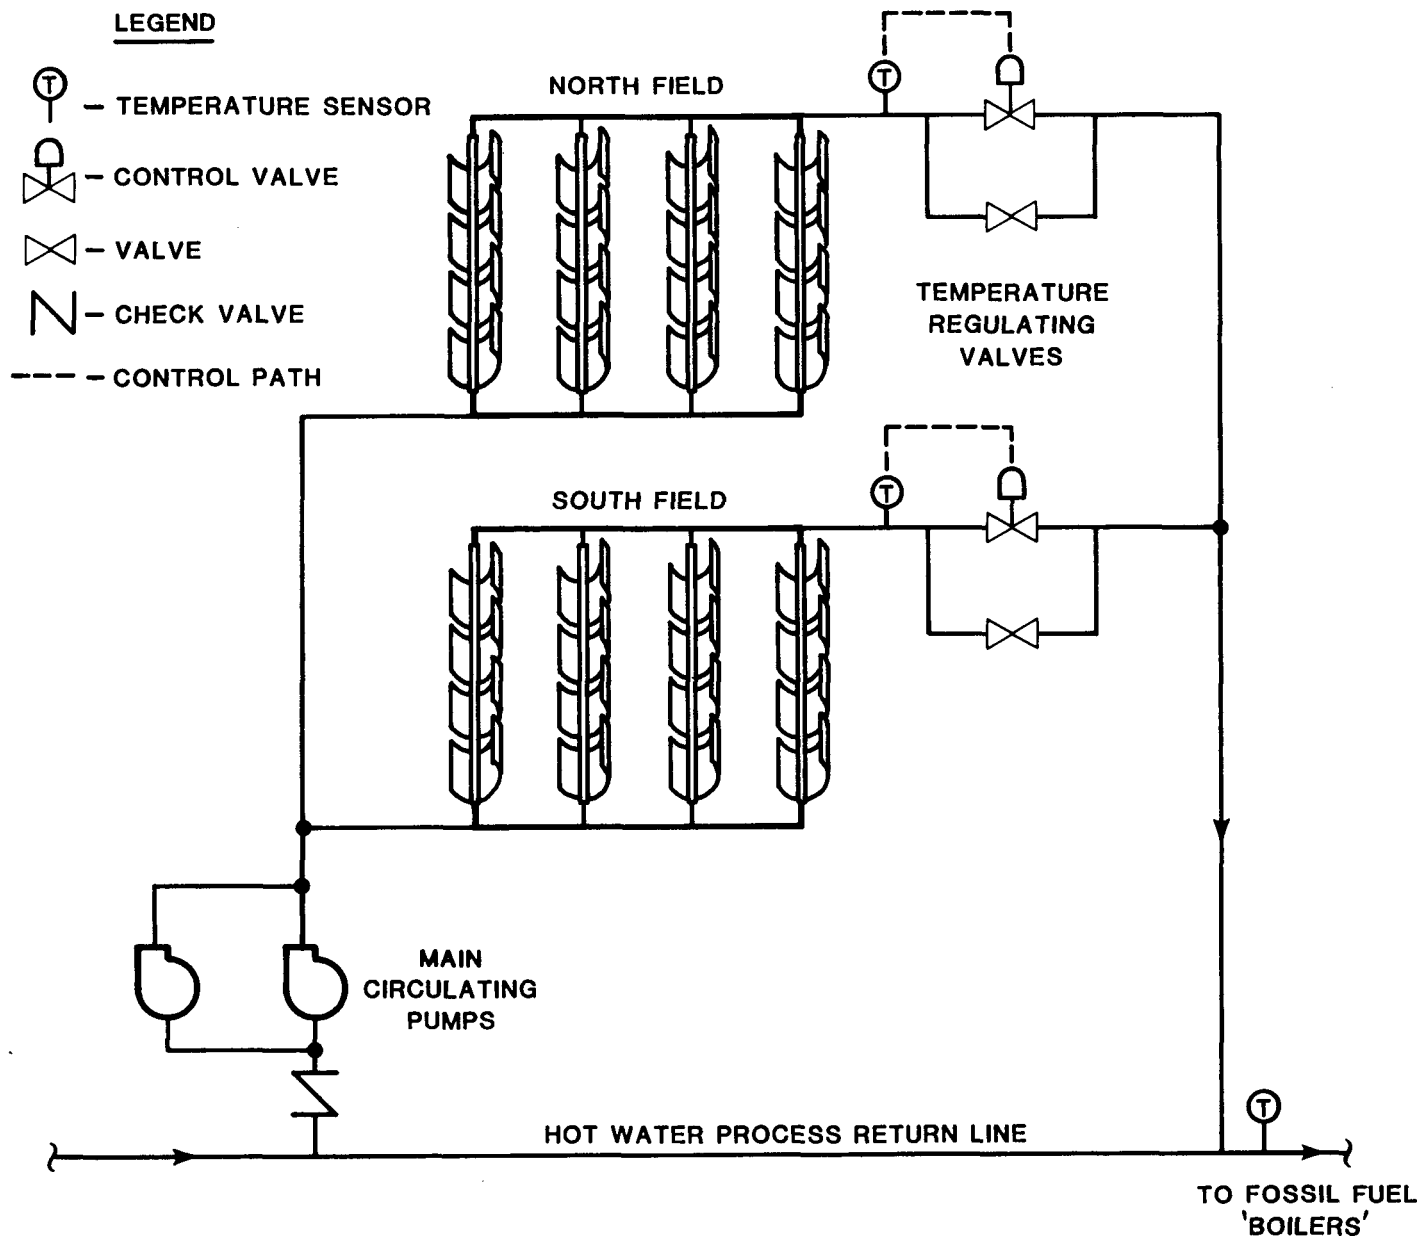 LEGEND
T
– TEMPERATURE SENSOR
– CONTROL VALVE
– VALVE
– CHECK VALVE
– CONTROL PATH
NORTH FIELD
T
TEMPERATURE
REGULATING
VALVES
SOUTH FIELD
T
MAIN
CIRCULATING
PUMPS
HOT WATER PROCESS RETURN LINE
T
TO FOSSIL FUEL
'BOILERS'